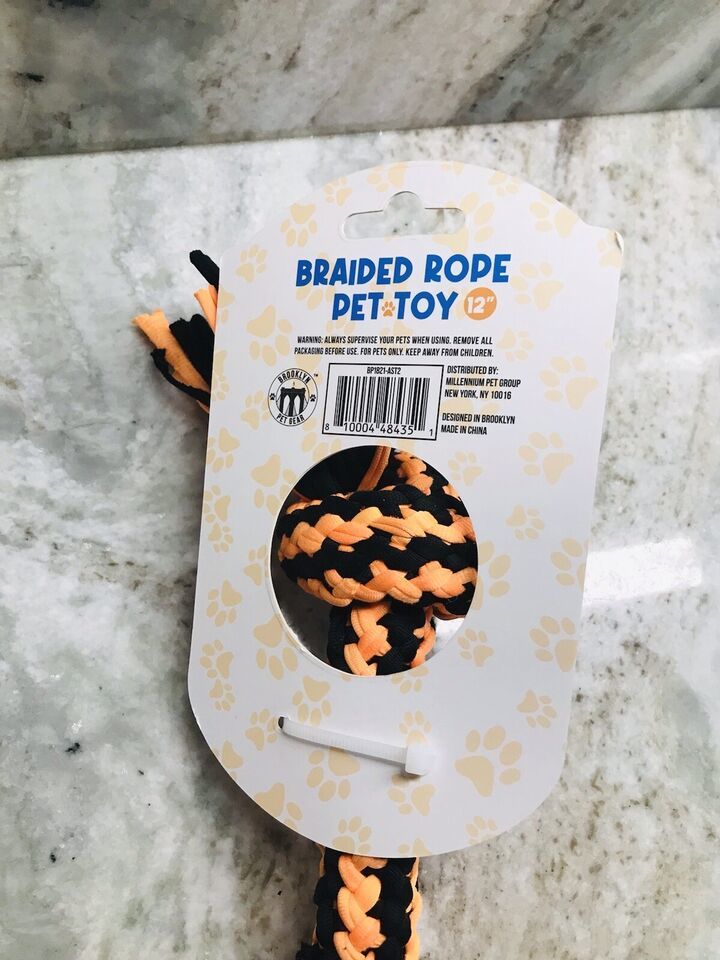 BRAIDED ROPE
PET TOY 12"
WARNING: ALWAYS SUPERVISE YOUR PETS WHEN USING. REMOVE ALL
PACKAGING BEFORE USE. FOR PETS ONLY. KEEP AWAY FROM CHILDREN.
BROOKLYN
PET GEAR
BP1821-AST2
8 10004 48435 1
DISTRIBUTED BY:
MILLENNIUM PET GROUP
NEW YORK, NY 10016
DESIGNED IN BROOKLYN
MADE IN CHINA